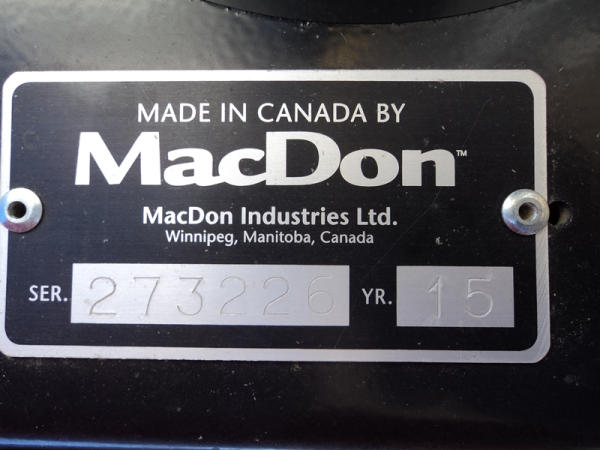 MADE IN CANADA BY
MacDon™
MacDon Industries Ltd.
Winnipeg, Manitoba, Canada
SER. 273226 YR. 15